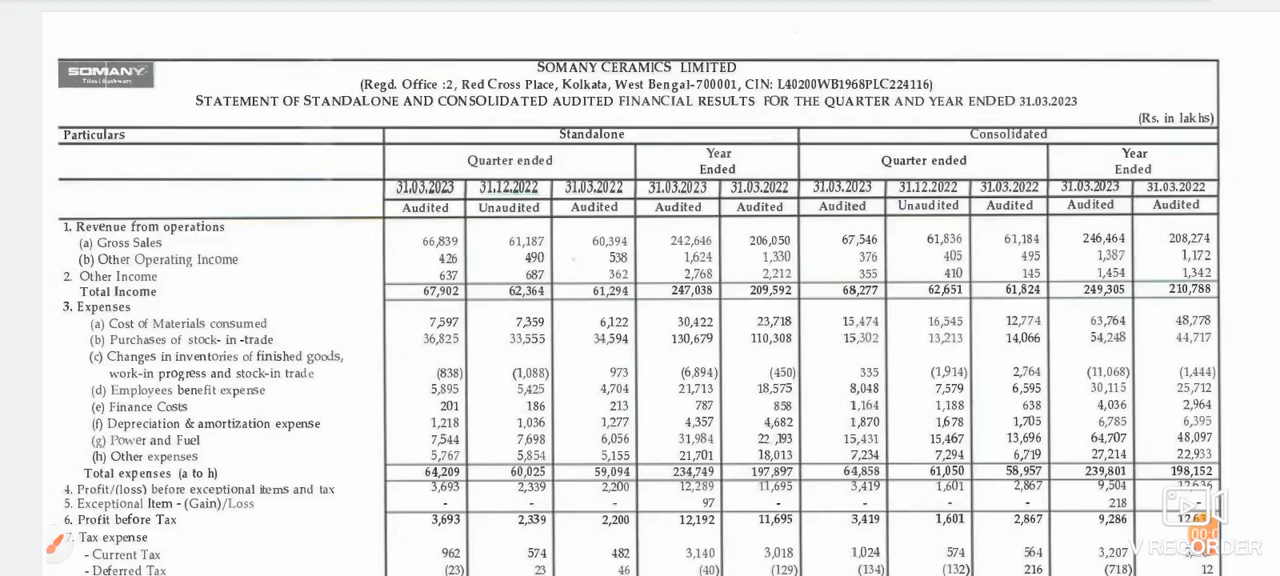 SOMANY
Tiles | Bathware
SOMANY CERAMICS LIMITED
(Regd. Office :2, Red Cross Place, Kolkata, West Bengal-700001, CIN: L40200WB1968PLC224116)
STATEMENT OF STANDALONE AND CONSOLIDATED AUDITED FINANCIAL RESULTS FOR THE QUARTER AND YEAR ENDED 31.03.2023
(Rs. in lakhs)
Particulars Standalone Consolidated
Quarter ended Year Ended Quarter ended Year Ended
31.03.2023 31.12.2022 31.03.2022 31.03.2023 31.03.2022 31.03.2023 31.12.2022 31.03.2022 31.03.2023 31.03.2022
Audited Unaudited Audited Audited Audited Audited Unaudited Audited Audited Audited
1. Revenue from operations
(a) Gross Sales 66,839 61,187 60,394 242,646 206,050 67,546 61,836 61,184 246,464 208,274
(b) Other Operating Income 426 490 538 1,624 1,330 376 405 495 1,387 1,172
2. Other Income 637 687 362 2,768 2,212 355 410 145 1,454 1,342
Total Income 67,902 62,364 61,294 247,038 209,592 68,277 62,651 61,824 249,305 210,788
3. Expenses
(a) Cost of Materials consumed 7,597 7,359 6,122 30,422 23,718 15,474 16,545 12,774 63,764 48,778
(b) Purchases of stock- in -trade 36,825 33,555 34,594 130,679 110,308 15,302 13,213 14,066 54,248 44,717
(c) Changes in inventories of finished goods,
work-in progress and stock-in trade (838) (1,088) 973 (6,894) (450) 335 (1,914) 2,764 (11,068) (1,444)
(d) Employees benefit expense 5,895 5,425 4,704 21,713 18,575 8,048 7,579 6,595 30,115 25,712
(e) Finance Costs 201 186 213 787 858 1,164 1,188 638 4,036 2,964
(f) Depreciation & amortization expense 1,218 1,036 1,277 4,357 4,682 1,870 1,678 1,705 6,785 6,395
(g) Power and Fuel 7,544 7,698 6,056 31,984 22,193 15,431 15,467 13,696 64,707 48,097
(h) Other expenses 5,767 5,854 5,155 21,701 18,013 7,234 7,294 6,719 27,214 22,933
Total expenses (a to h) 64,209 60,025 59,094 234,749 197,897 64,858 61,050 58,957 239,801 198,152
4. Profit/(loss) before exceptional items and tax 3,693 2,339 2,200 12,289 11,695 3,419 1,601 2,867 9,504 12,636
5. Exceptional Item - (Gain)/Loss - - - 97 - - - - 218
6. Profit before Tax 3,693 2,339 2,200 12,192 11,695 3,419 1,601 2,867 9,286
7. Tax expense
- Current Tax 962 574 482 3,140 3,018 1,024 574 564 3,207
- Deferred Tax (23) 23 46 (40) (129) (134) (132) 216 (718) 12
V RECORDER